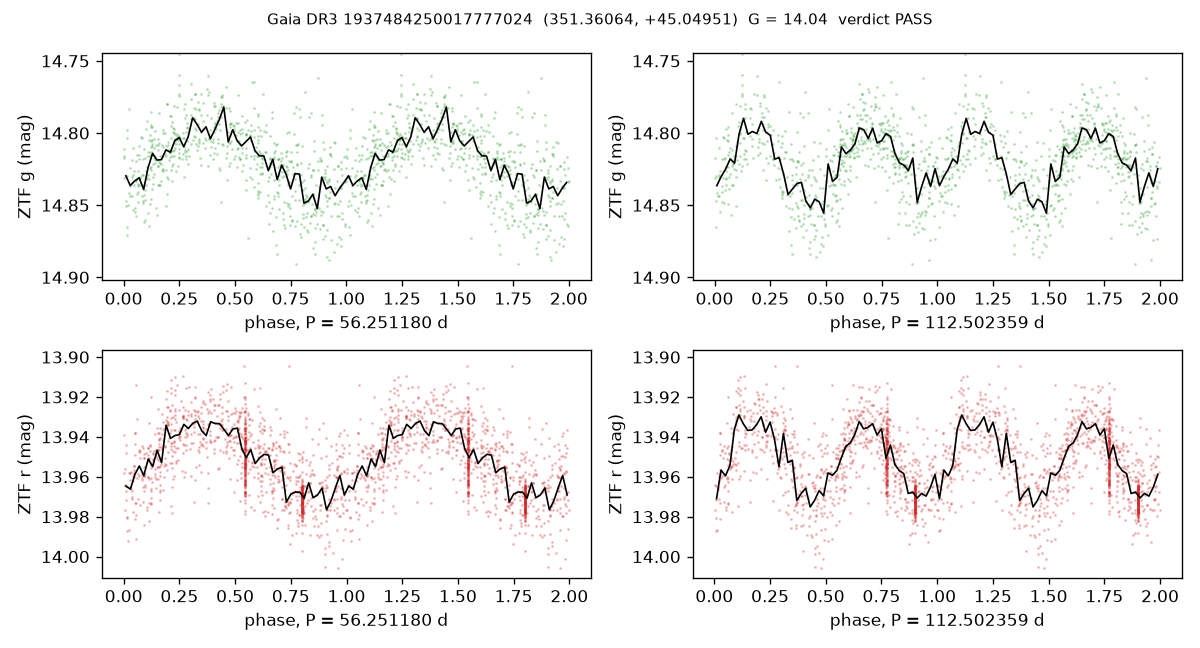 Gaia DR3 1937484250017777024 (351.36064, +45.04951) G = 14.04 verdict PASS
ZTF g (mag)
14.75
14.80
14.85
14.90
0.00 0.25 0.50 0.75 1.00 1.25 1.50 1.75 2.00
phase, P = 56.251180 d
ZTF g (mag)
14.75
14.80
14.85
14.90
0.00 0.25 0.50 0.75 1.00 1.25 1.50 1.75 2.00
phase, P = 112.502359 d
ZTF r (mag)
13.90
13.92
13.94
13.96
13.98
14.00
0.00 0.25 0.50 0.75 1.00 1.25 1.50 1.75 2.00
phase, P = 56.251180 d
ZTF r (mag)
13.90
13.92
13.94
13.96
13.98
14.00
0.00 0.25 0.50 0.75 1.00 1.25 1.50 1.75 2.00
phase, P = 112.502359 d